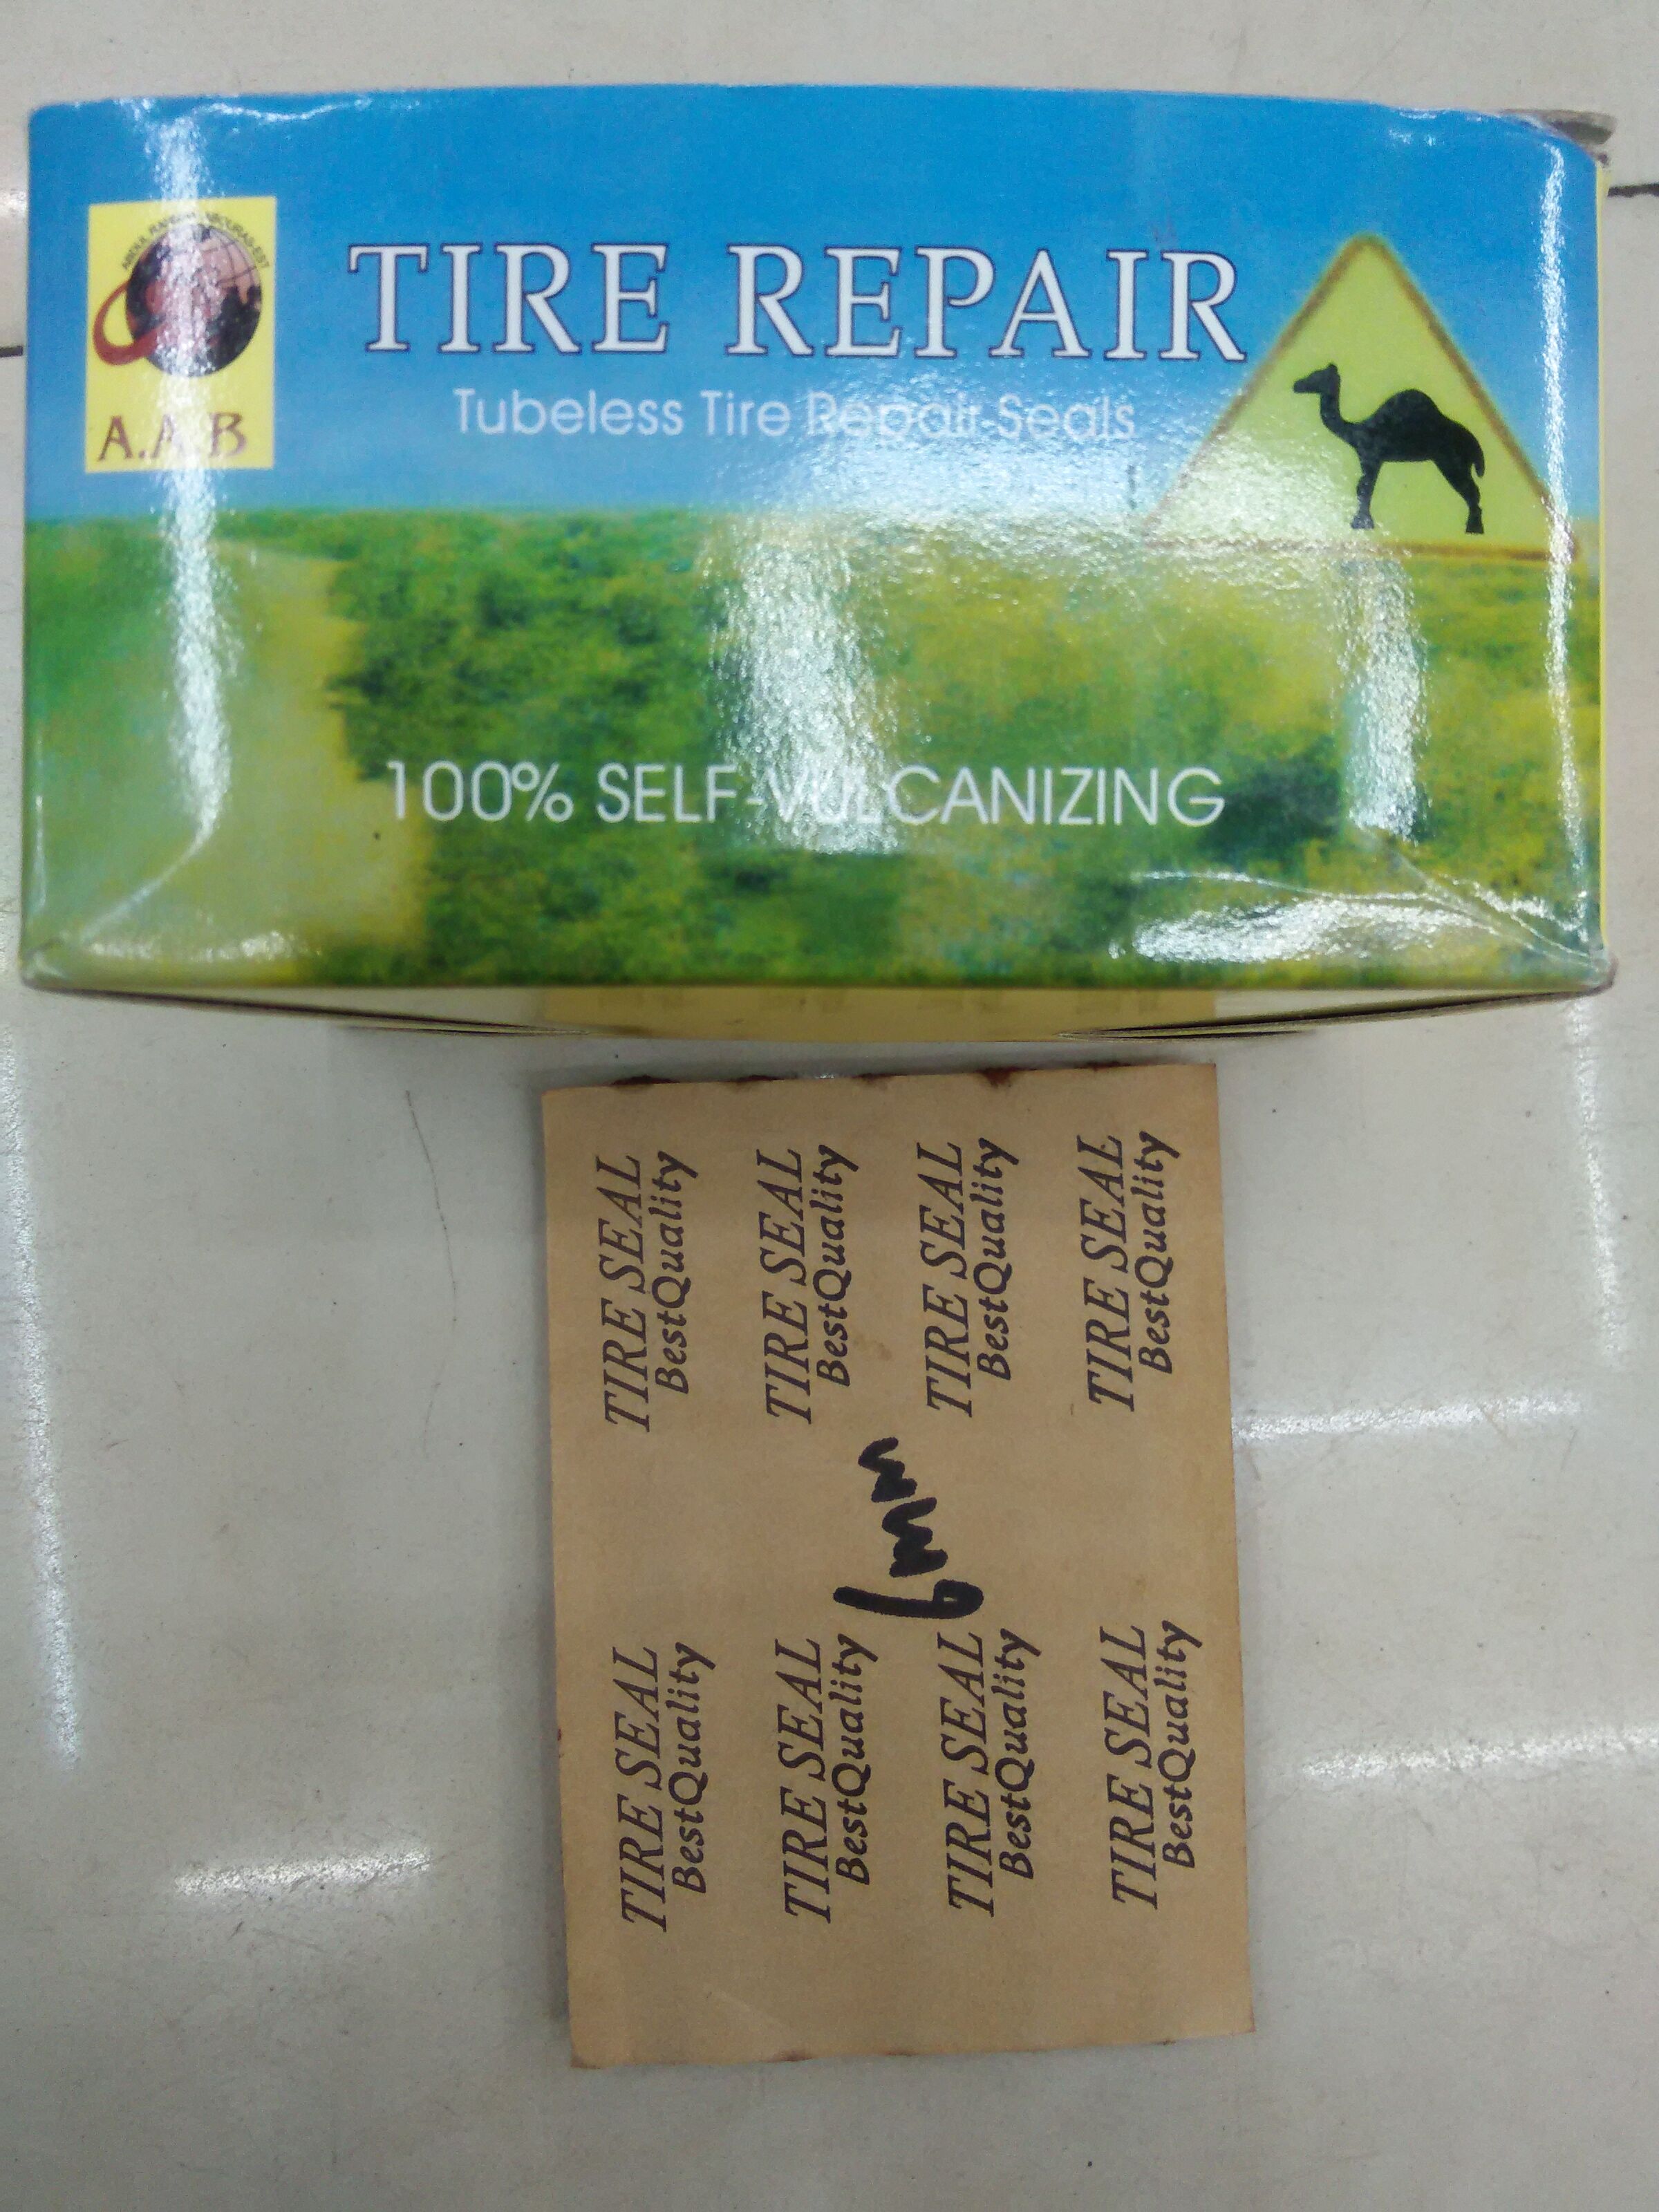 A.A.B
TIRE REPAIR
Tubeless Tire Repair Seals
100% SELF-VULCANIZING
TIRE SEAL
BestQuality
TIRE SEAL
BestQuality
TIRE SEAL
BestQuality
TIRE SEAL
BestQuality
6mm
TIRE SEAL
BestQuality
TIRE SEAL
BestQuality
TIRE SEAL
BestQuality
TIRE SEAL
BestQuality